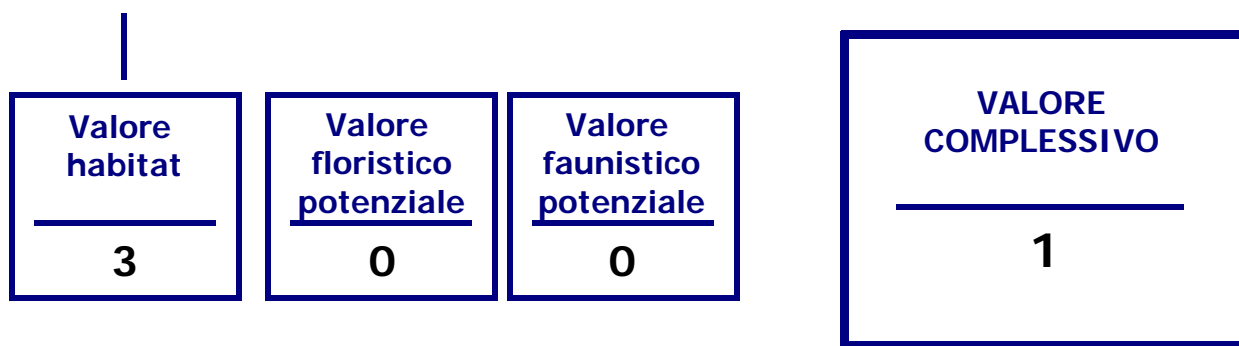 Valore
habitat
3
Valore
floristico
potenziale
0
Valore
faunistico
potenziale
0
VALORE
COMPLESSIVO
1